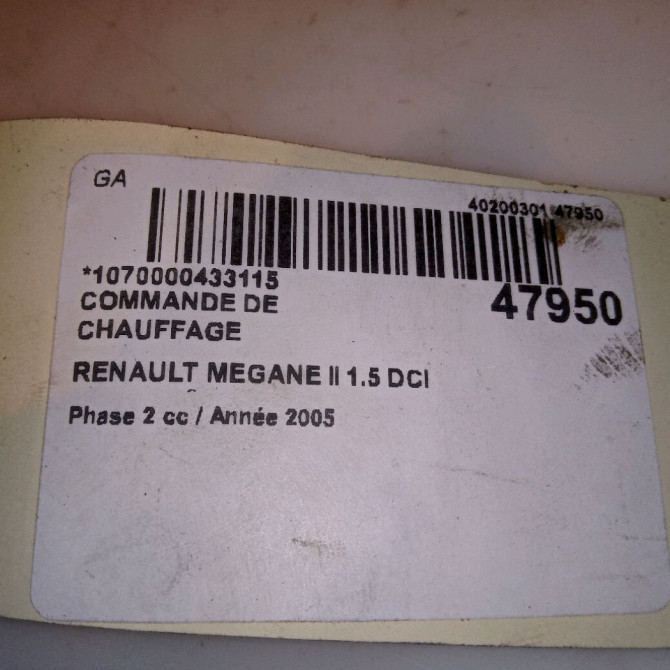 GA
40200301 47950
*1070000433115
47950
COMMANDE DE
CHAUFFAGE
RENAULT MEGANE II 1.5 DCI
Phase 2 cc / Année 2005